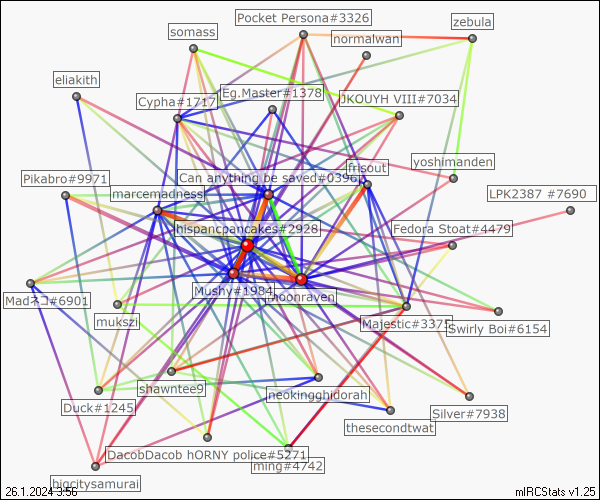 Pocket Persona#3326
zebula
somass
normalwan
eliakith
Eg.Master#1378
Cypha#1717
JKOUYH VIII#7034
yoshimanden
frisout
Pikabro#9971
Can anything be saved#0396
marcemadness
LPK2387 #7690
hispancpancakes#2928
Fedora Stoat#4479
Mushy#1984
moonraven
Madネコ#6901
mukszi
Majestic#3375
Swirly Boi#6154
shawntee9
neokingghidorah
Duck#1245
Silver#7938
thesecondtwat
DacobDacob hORNY police#5271
ming#4742
bigcitysamurai
26.1.2024 3:56
mIRCStats v1.25